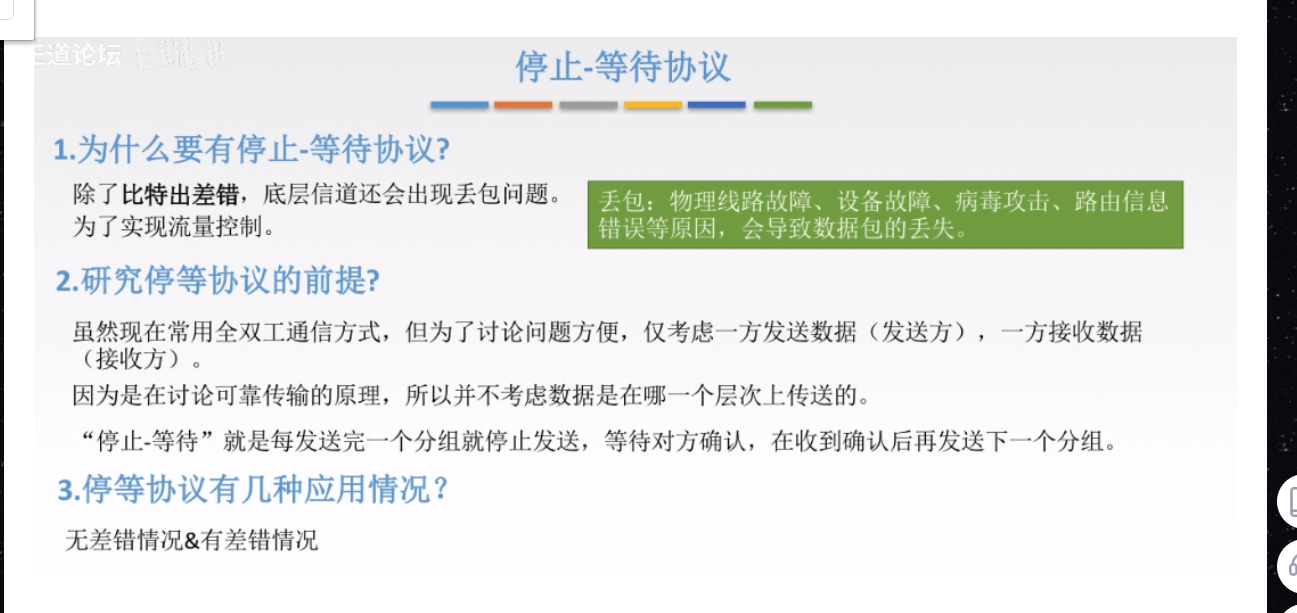 王道论坛
停止-等待协议
1.为什么要有停止-等待协议?
除了比特出差错，底层信道还会出现丢包问题。
为了实现流量控制。
丢包：物理线路故障、设备故障、病毒攻击、路由信息
错误等原因，会导致数据包的丢失。
2.研究停等协议的前提?
虽然现在常用全双工通信方式，但为了讨论问题方便，仅考虑一方发送数据（发送方），一方接收数据
（接收方）。
因为是在讨论可靠传输的原理，所以并不考虑数据是在哪一个层次上传送的。
“停止-等待”就是每发送完一个分组就停止发送，等待对方确认，在收到确认后再发送下一个分组。
3.停等协议有几种应用情况？
无差错情况&有差错情况